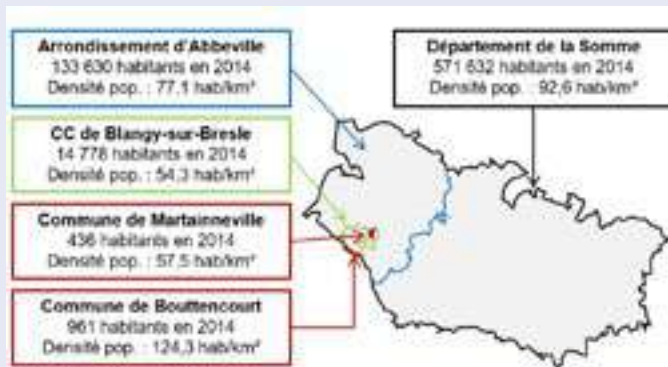 Arrondissement d'Abbeville
133 630 habitants en 2014
Densité pop. : 77,1 hab/km²
Département de la Somme
571 632 habitants en 2014
Densité pop. : 92,6 hab/km²
CC de Blangy-sur-Bresle
14 778 habitants en 2014
Densité pop. : 54,3 hab/km²
Commune de Martainneville
436 habitants en 2014
Densité pop. : 57,5 hab/km²
Commune de Bouttencourt
961 habitants en 2014
Densité pop. : 124,3 hab/km²